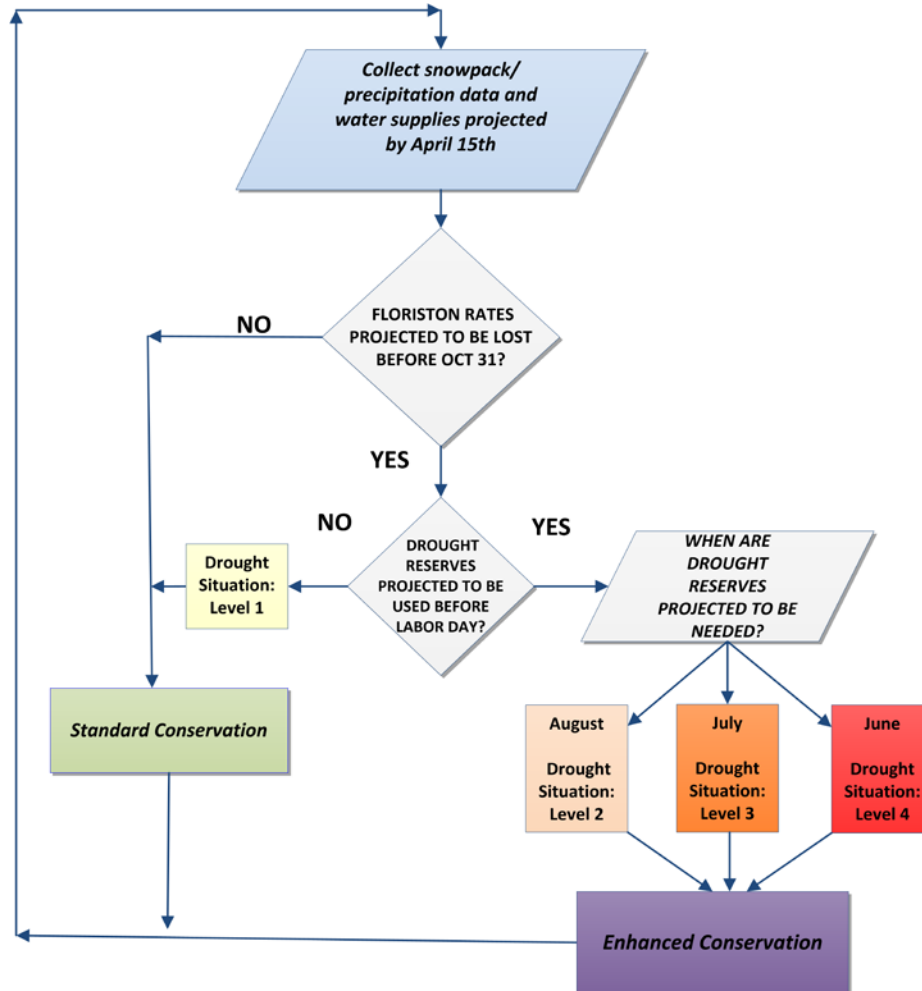 Collect snowpack/
precipitation data and
water supplies projected
by April 15th
FLORISTON RATES
PROJECTED TO BE LOST
BEFORE OCT 31?
NO
YES
DROUGHT
RESERVES
PROJECTED TO BE
USED BEFORE
LABOR DAY?
NO
YES
Drought
Situation:
Level 1
WHEN ARE
DROUGHT
RESERVES
PROJECTED TO BE
NEEDED?
Standard Conservation
August
Drought
Situation:
Level 2
July
Drought
Situation:
Level 3
June
Drought
Situation:
Level 4
Enhanced Conservation